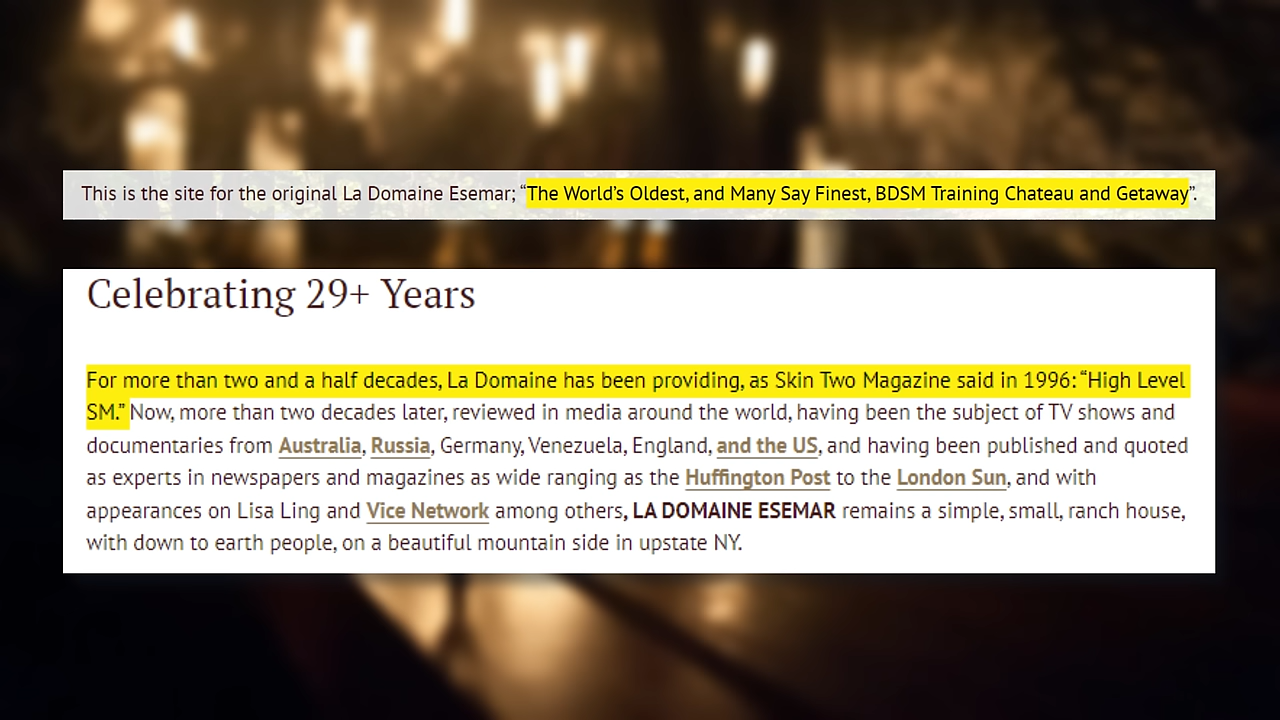 This is the site for the original La Domaine Esemar; “The World’s Oldest, and Many Say Finest, BDSM Training Chateau and Getaway”.
Celebrating 29+ Years
For more than two and a half decades, La Domaine has been providing, as Skin Two Magazine said in 1996: “High Level
SM.” Now, more than two decades later, reviewed in media around the world, having been the subject of TV shows and
documentaries from Australia, Russia, Germany, Venezuela, England, and the US, and having been published and quoted
as experts in newspapers and magazines as wide ranging as the Huffington Post to the London Sun, and with
appearances on Lisa Ling and Vice Network among others, LA DOMAINE ESEMAR remains a simple, small, ranch house,
with down to earth people, on a beautiful mountain side in upstate NY.